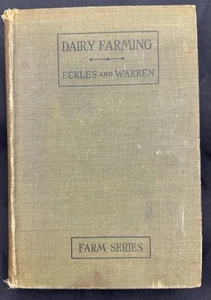 DAIRY FARMING
ECKLES AND WARREN
FARM SERIES